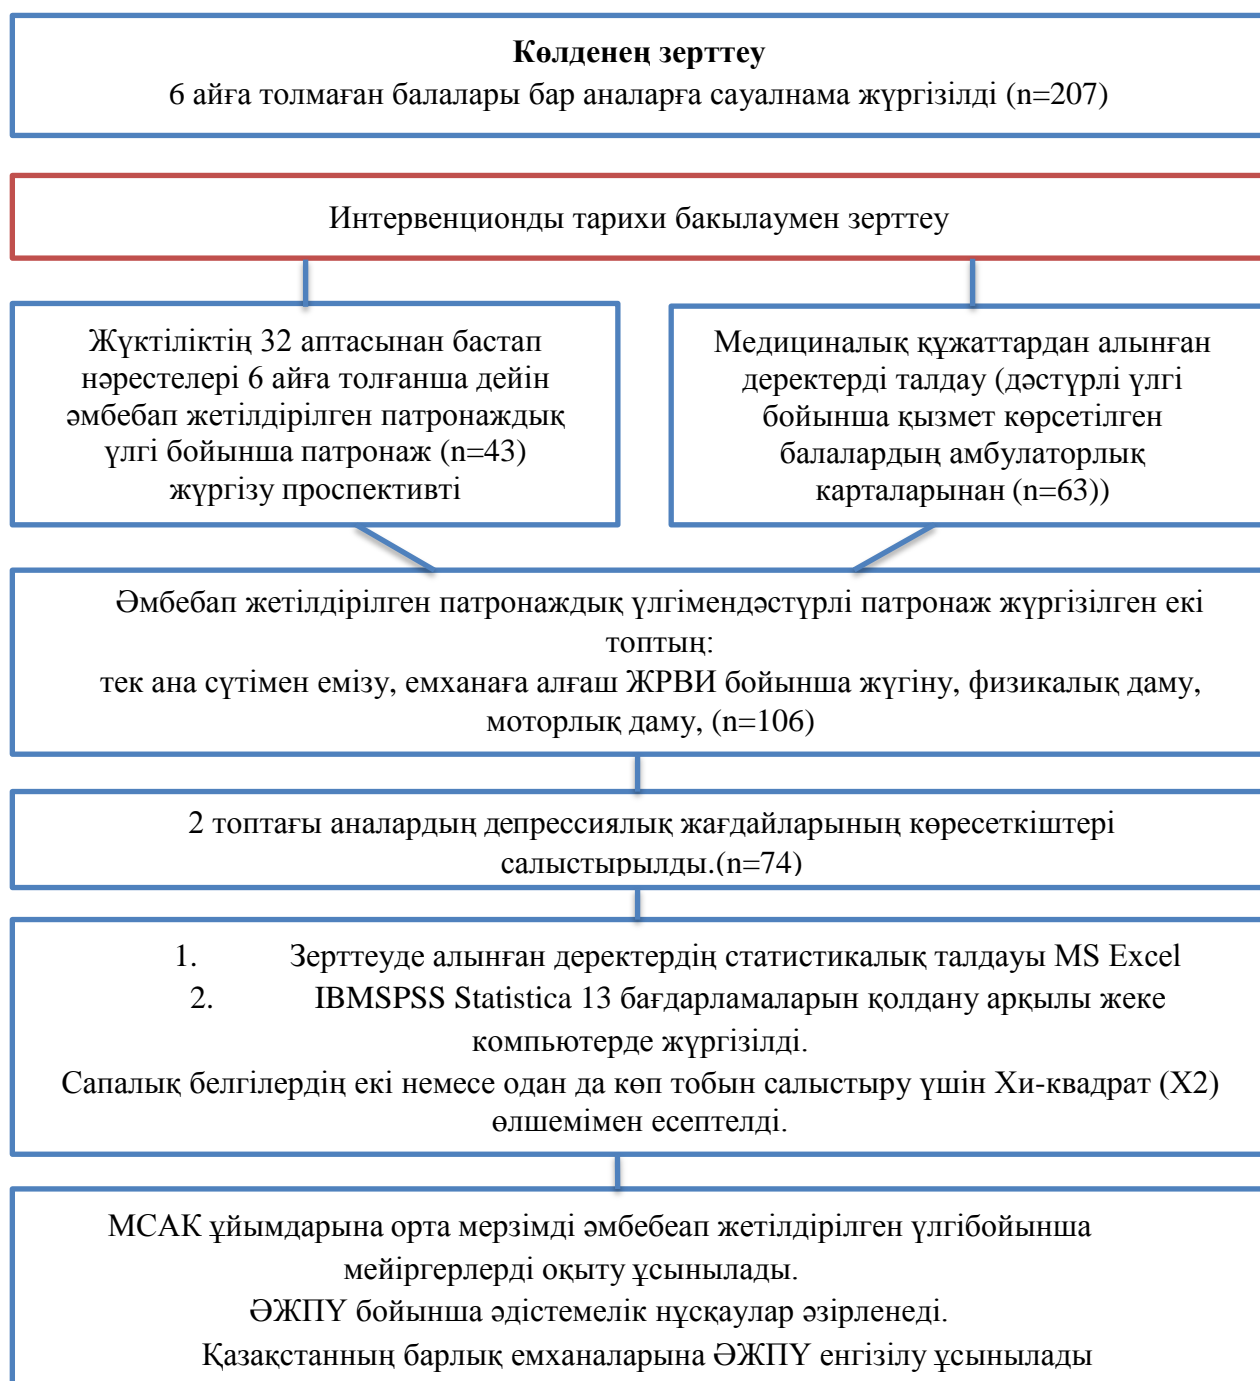 Көлденең зерттеу
6 айға толмаған балалары бар аналарға сауалнама жүргізілді (n=207)
Интервенционды тарихи бакылаумен зерттеу
Жүктіліктің 32 аптасынан бастап
нәрестелері 6 айға толғанша дейін
әмбебап жетілдірілген патронаждық
үлгі бойынша патронаж (n=43)
жүргізу проспективті
Медициналық құжаттардан алынған
деректерді талдау (дәстүрлі үлгі
бойынша қызмет көрсетілген
балалардың амбулаторлық
карталарынан (n=63))
Әмбебап жетілдірілген патронаждық үлгімендәстүрлі патронаж жүргізілген екі
топтың:
тек ана сүтімен емізу, емханаға алғаш ЖРВИ бойынша жүгіну, физикалық даму,
моторлық даму, (n=106)
2 топтағы аналардың депрессиялық жағдайларының көресеткіштері
салыстырылды.(n=74)
1. Зерттеуде алынған деректердің статистикалық талдауы MS Excel
2. IBMSPSS Statistica 13 бағдарламаларын қолдану арқылы жеке
компьютерде жүргізілді.
Сапалық белгілердің екі немесе одан да көп тобын салыстыру үшін Хи-квадрат (X2)
өлшемімен есептелді.
МСАК ұйымдарына орта мерзімді әмбебеап жетілдірілген үлгібойынша
мейіргерлерді оқыту ұсынылады.
ӘЖПҮ бойынша әдістемелік нұсқаулар әзірленеді.
Қазақстанның барлық емханаларына ӘЖПҮ енгізілу ұсынылады